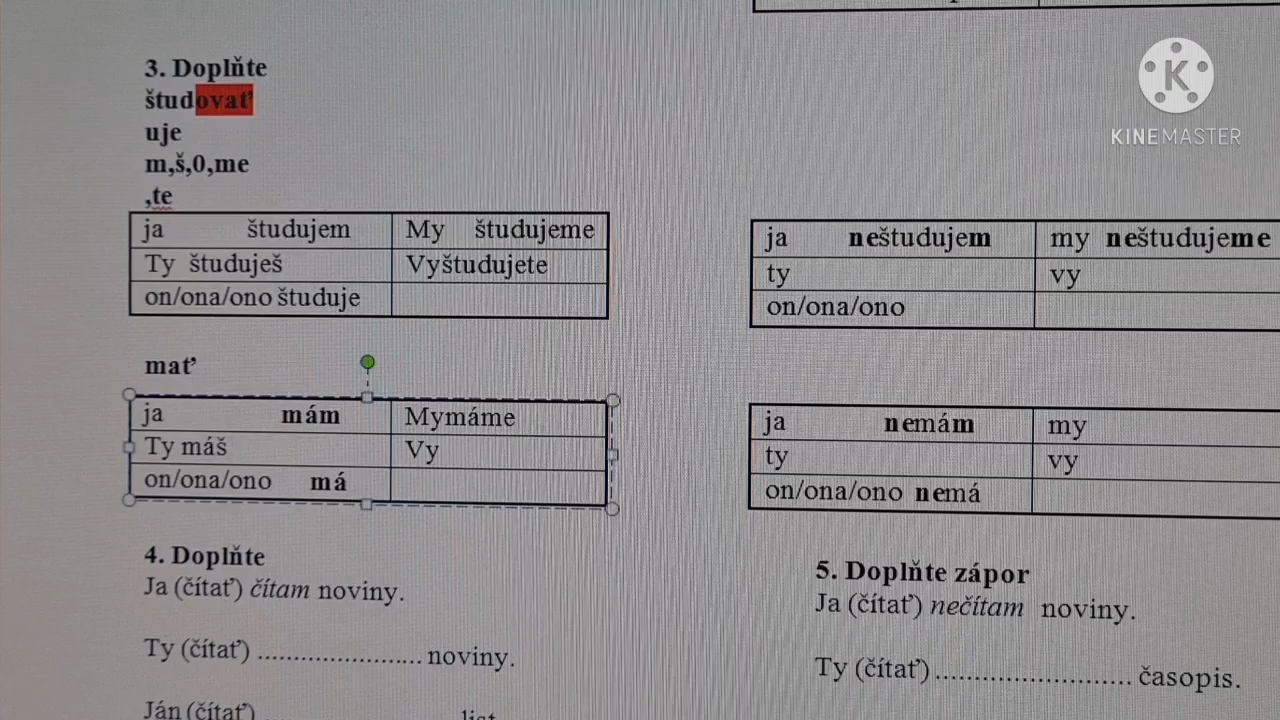 3. Doplňte
študovať
uje
m,š,0,me
,te
ja študujem My študujeme
Ty študuješ Vyštudujete
on/ona/ono študuje
ja neštudujem my neštudujeme
ty vy
on/ona/ono
mať
ja mám Mymáme
Ty máš Vy
on/ona/ono má
ja nemám my
ty vy
on/ona/ono nemá
4. Doplňte
Ja (čítať) čítam noviny.
Ty (čítať) ....................... noviny.
Ján (čítať) list
5. Doplňte zápor
Ja (čítať) nečítam noviny.
Ty (čítať) ........................... časopis.
KINEMASTER